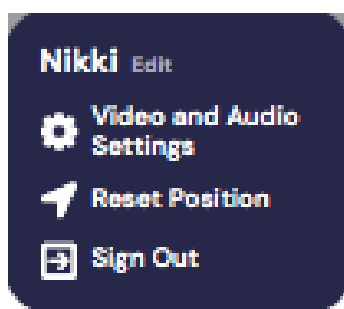 Nikki Edit
Video and Audio
Settings
Reset Position
Sign Out